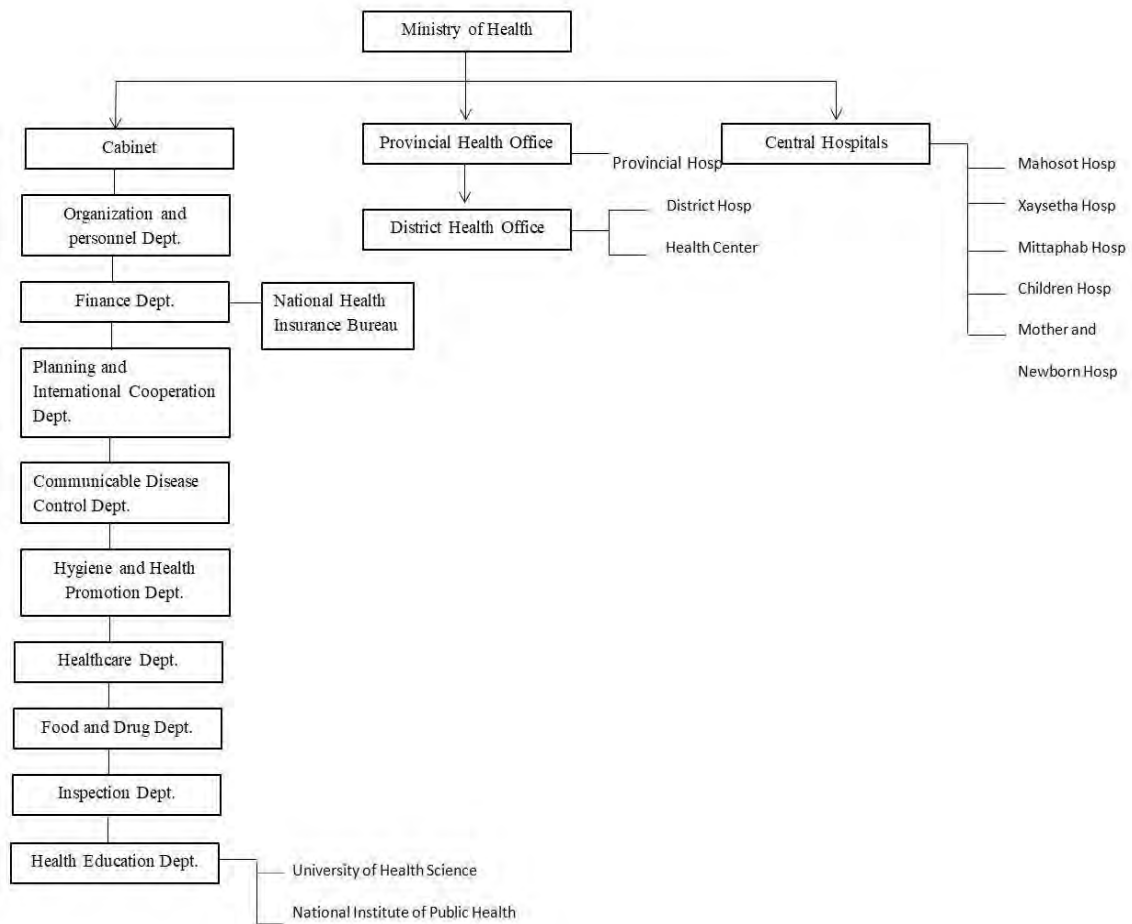 Ministry of Health
Cabinet
Organization and
personnel Dept.
Finance Dept.
National Health
Insurance Bureau
Planning and
International Cooperation
Dept.
Communicable Disease
Control Dept.
Hygiene and Health
Promotion Dept.
Healthcare Dept.
Food and Drug Dept.
Inspection Dept.
Health Education Dept.
University of Health Science
National Institute of Public Health
Provincial Health Office
Provincial Hosp
District Health Office
District Hosp
Health Center
Central Hospitals
Mahosot Hosp
Xaysetha Hosp
Mittaphab Hosp
Children Hosp
Mother and
Newborn Hosp